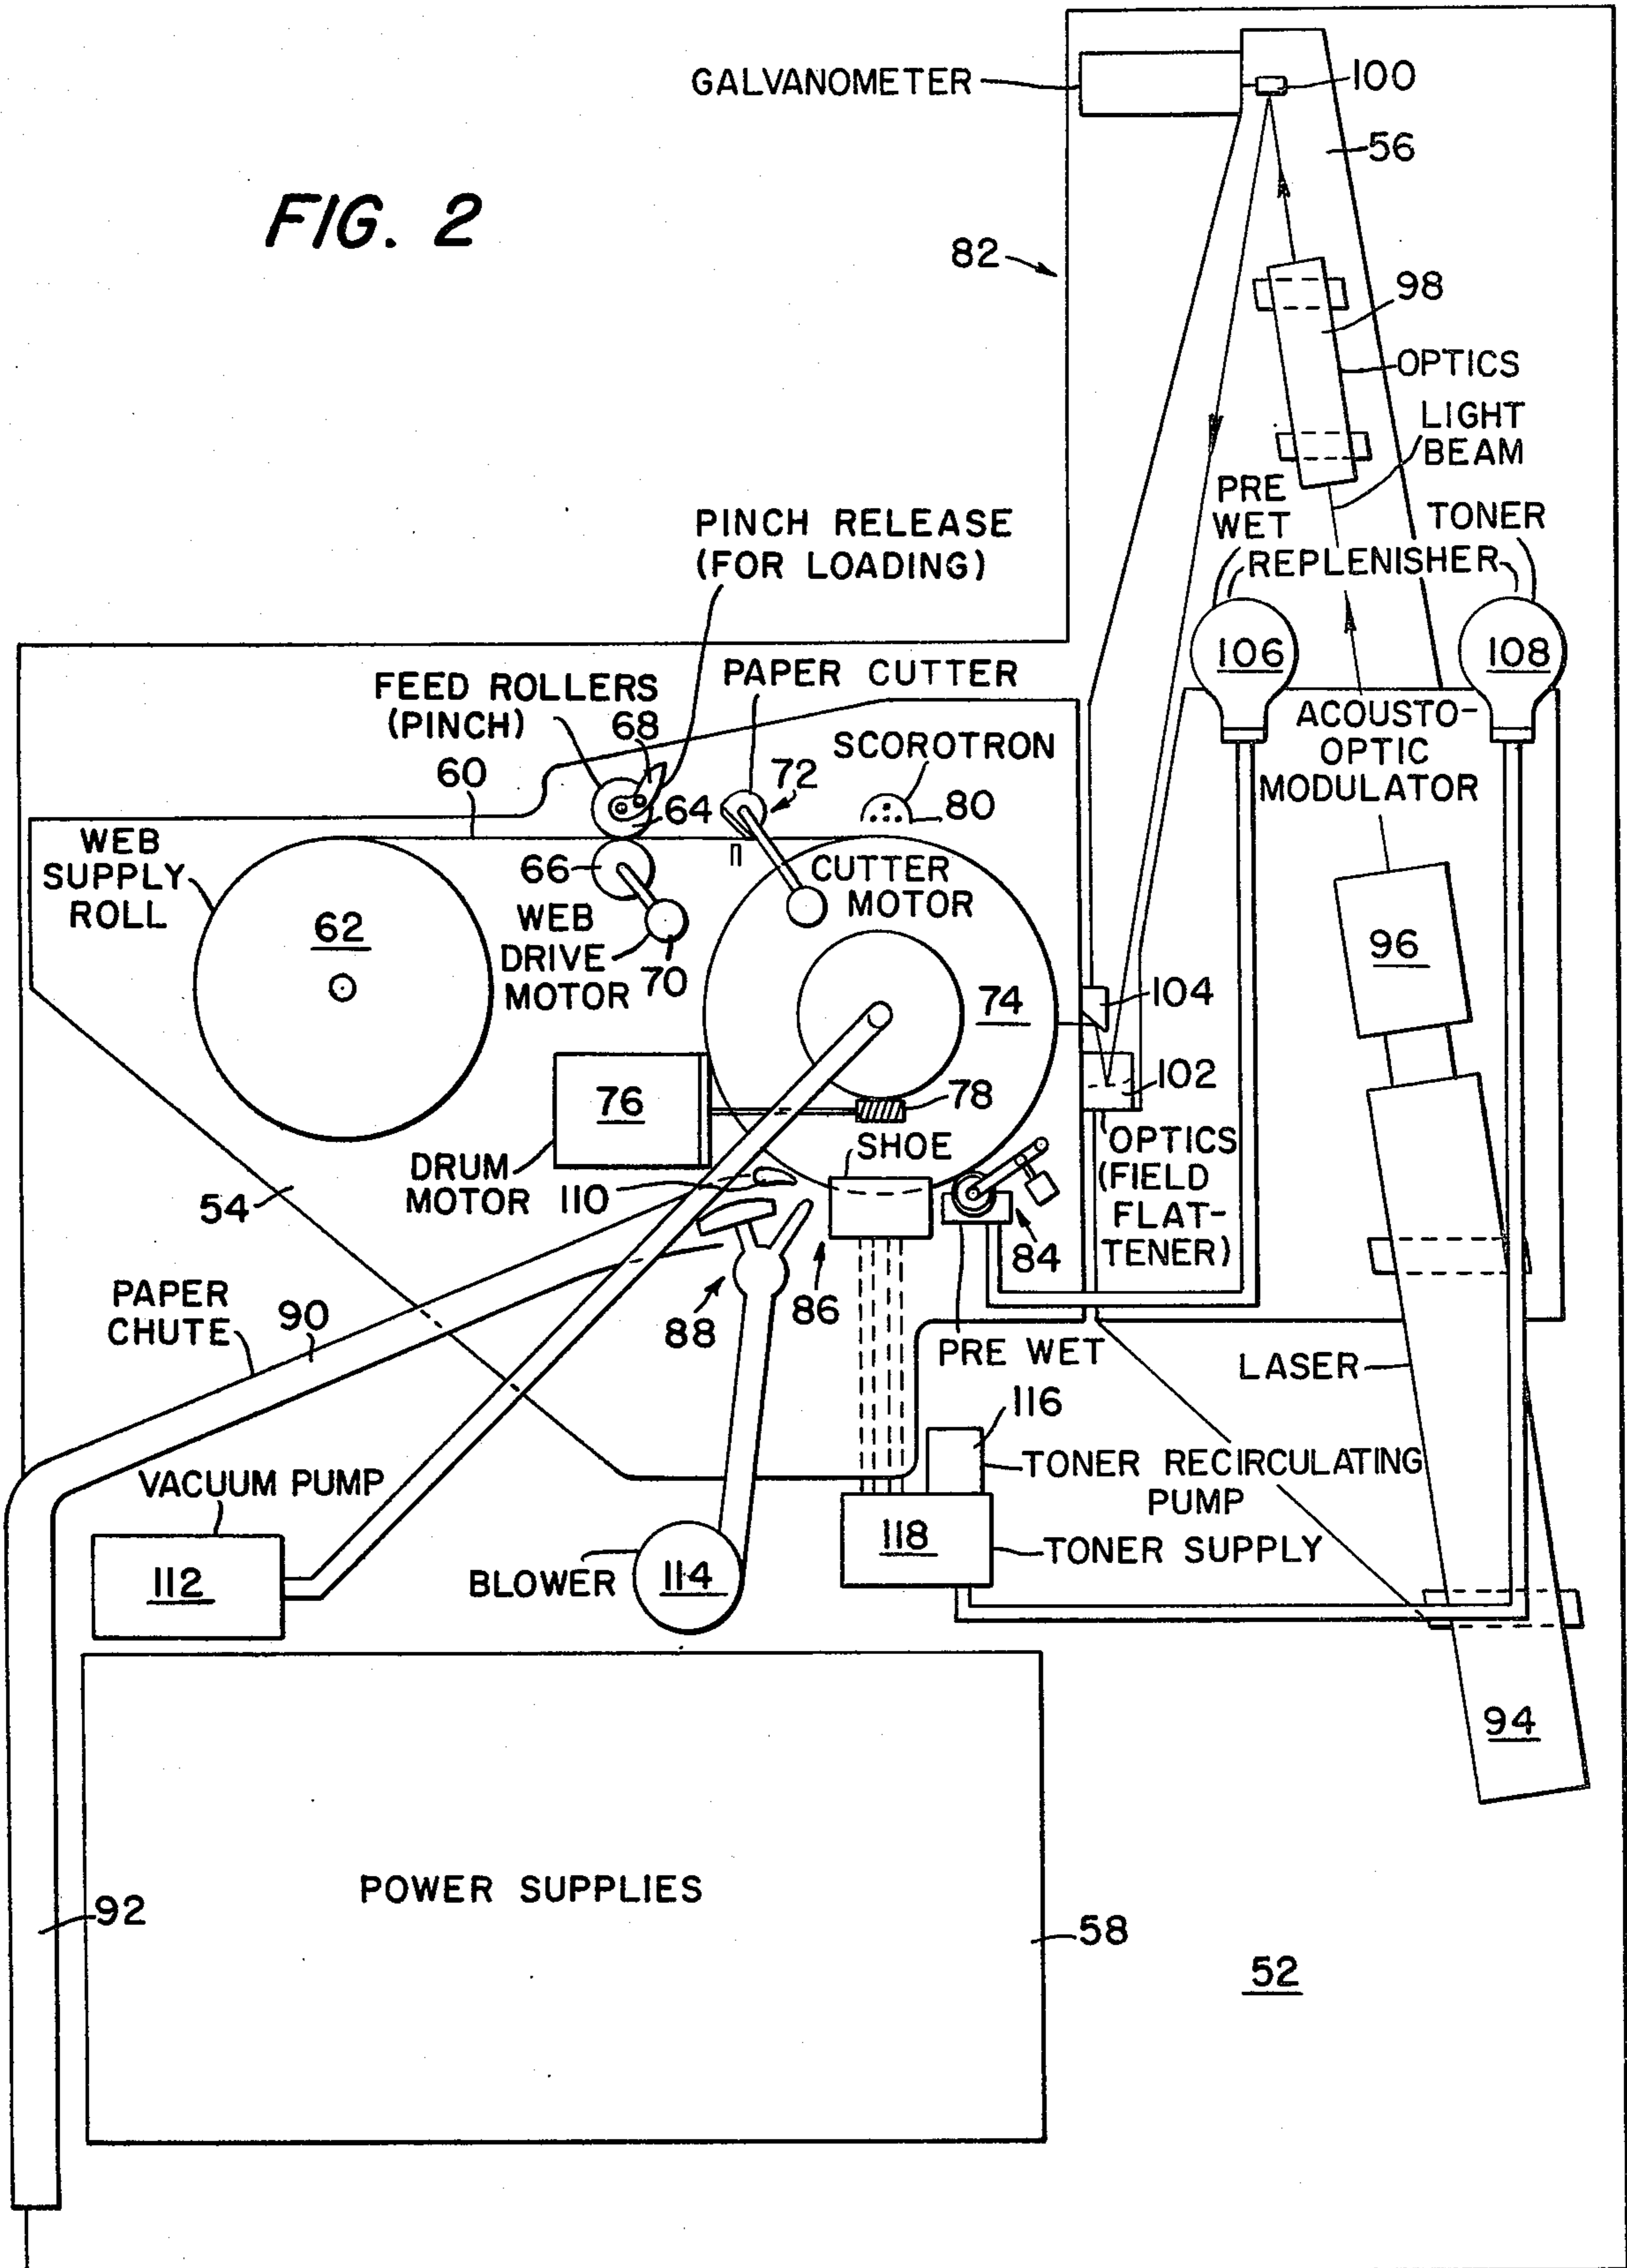 GALVANOMETER
100
56
FIG. 2
82
98
OPTICS
LIGHT
BEAM
PRE
WET
TONER
REPLENISHER
PINCH RELEASE
(FOR LOADING)
106
108
PAPER CUTTER
FEED ROLLERS
(PINCH)
68
ACOUSTO-
OPTIC
MODULATOR
SCOROTRON
60
72
64
80
WEB
SUPPLY
ROLL
66
CUTTER
MOTOR
62
WEB
DRIVE
MOTOR
70
96
74
104
102
76
78
SHOE
OPTICS
(FIELD
FLAT-
TENER)
DRUM
MOTOR
110
54
84
PAPER
CHUTE
90
88
86
PRE WET
LASER
116
VACUUM PUMP
TONER RECIRCULATING
PUMP
118
TONER SUPPLY
112
BLOWER
114
94
POWER SUPPLIES
92
58
52